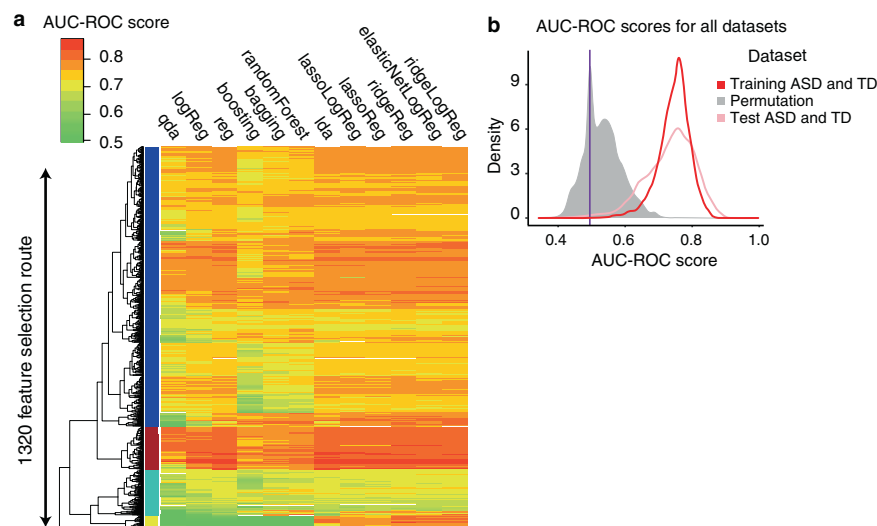 a
AUC-ROC score
0.8
0.7
0.6
0.5
qda
logReg
reg
boosting
bagging
randomForest
lda
lassoLogReg
lassoReg
ridgeReg
elasticNetLogReg
ridgeLogReg
1320 feature selection route
b
AUC-ROC scores for all datasets
Dataset
Training ASD and TD
Permutation
Test ASD and TD
Density
9
6
3
0
0.4 0.6 0.8 1.0
AUC-ROC score